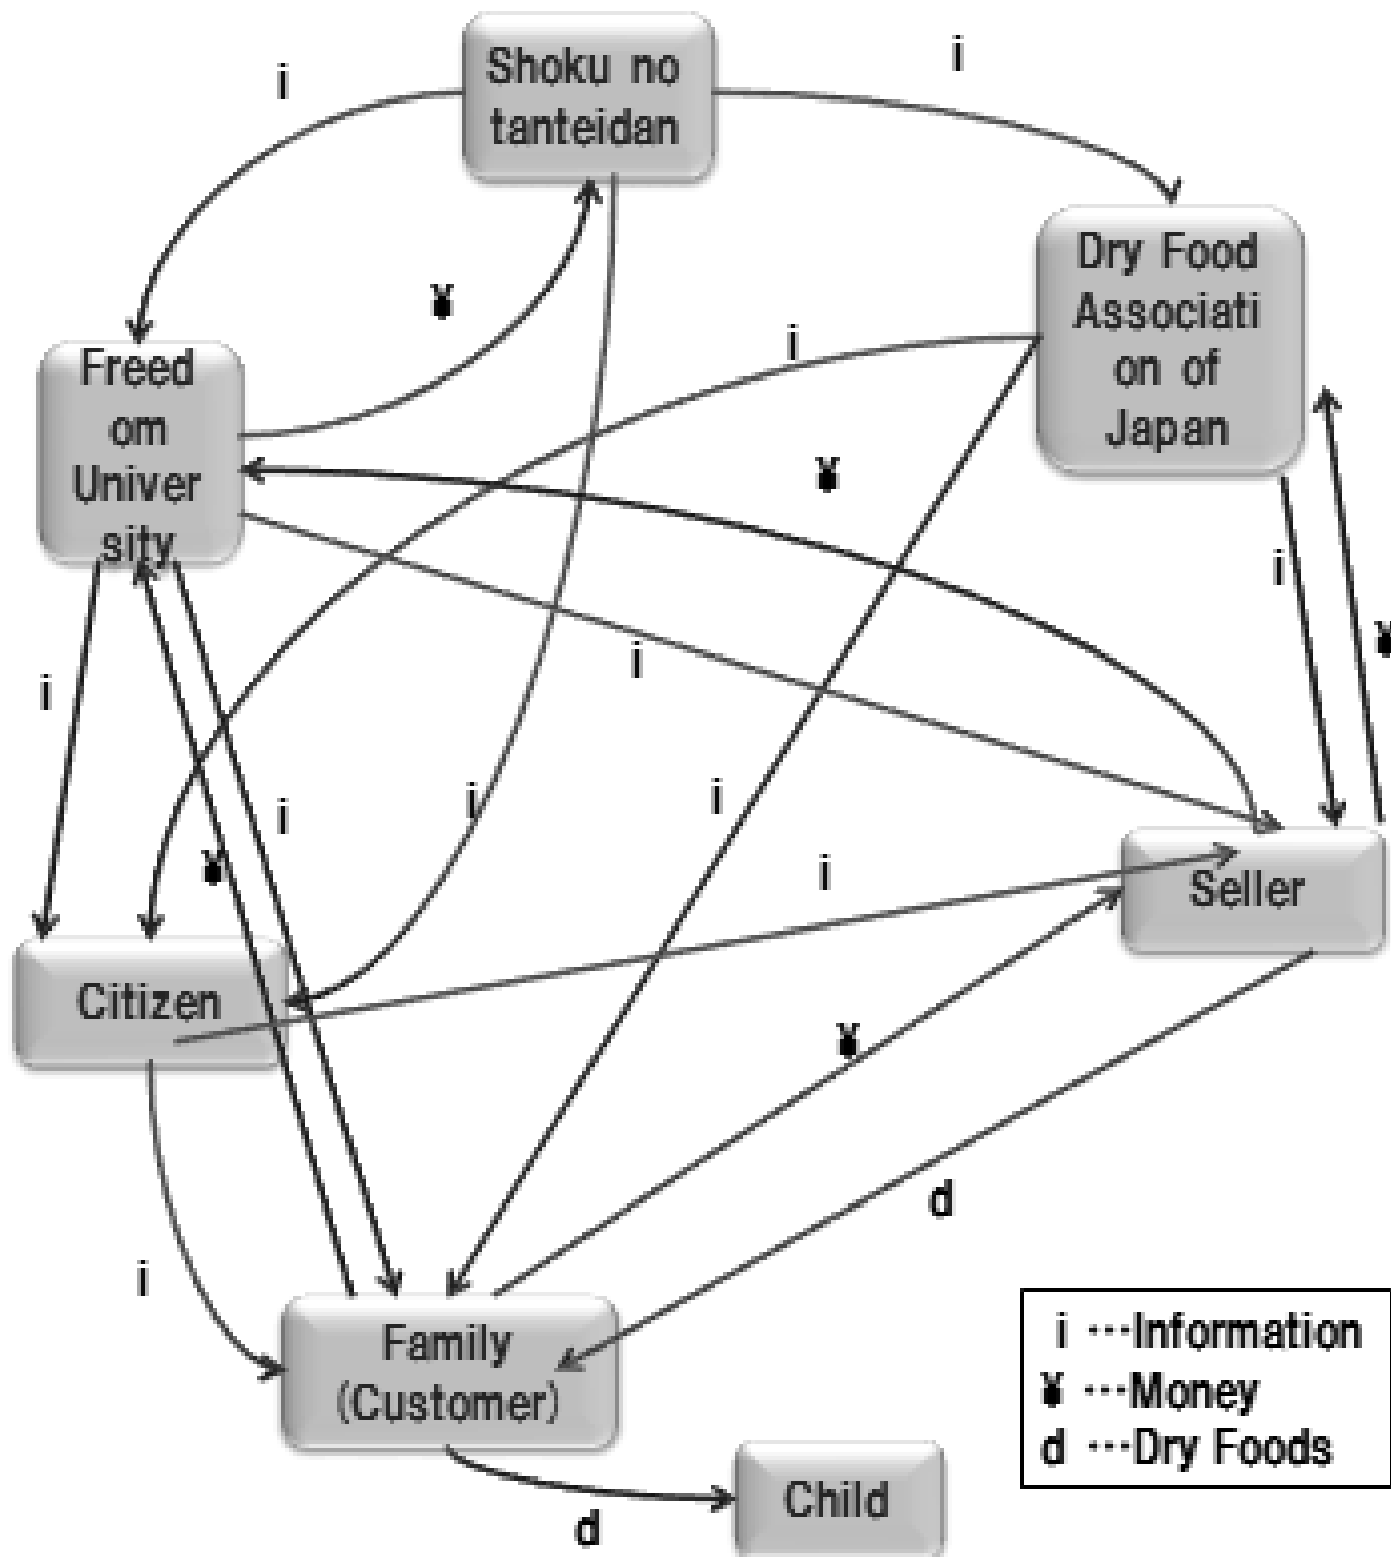 i
Shoku no
tanteidan
i
Dry Food
Associati
on of
Japan
¥
i
Freed
om
Univer
sity
¥
i
¥
i
i
i
i
i
¥
i
Seller
Citizen
¥
d
i
Family
(Customer)
i ···Information
¥ ···Money
d ···Dry Foods
Child
d